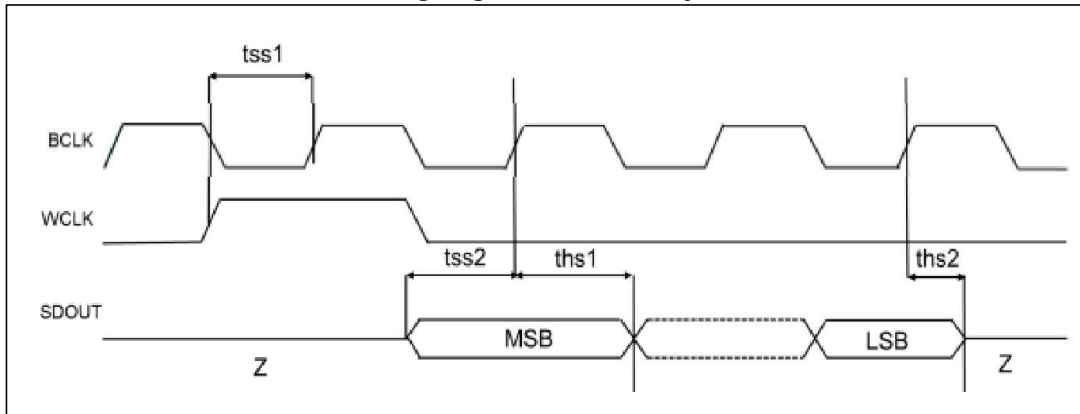 tss1
BCLK
WCLK
tss2 ths1 ths2
SDOUT
MSB LSB
Z Z